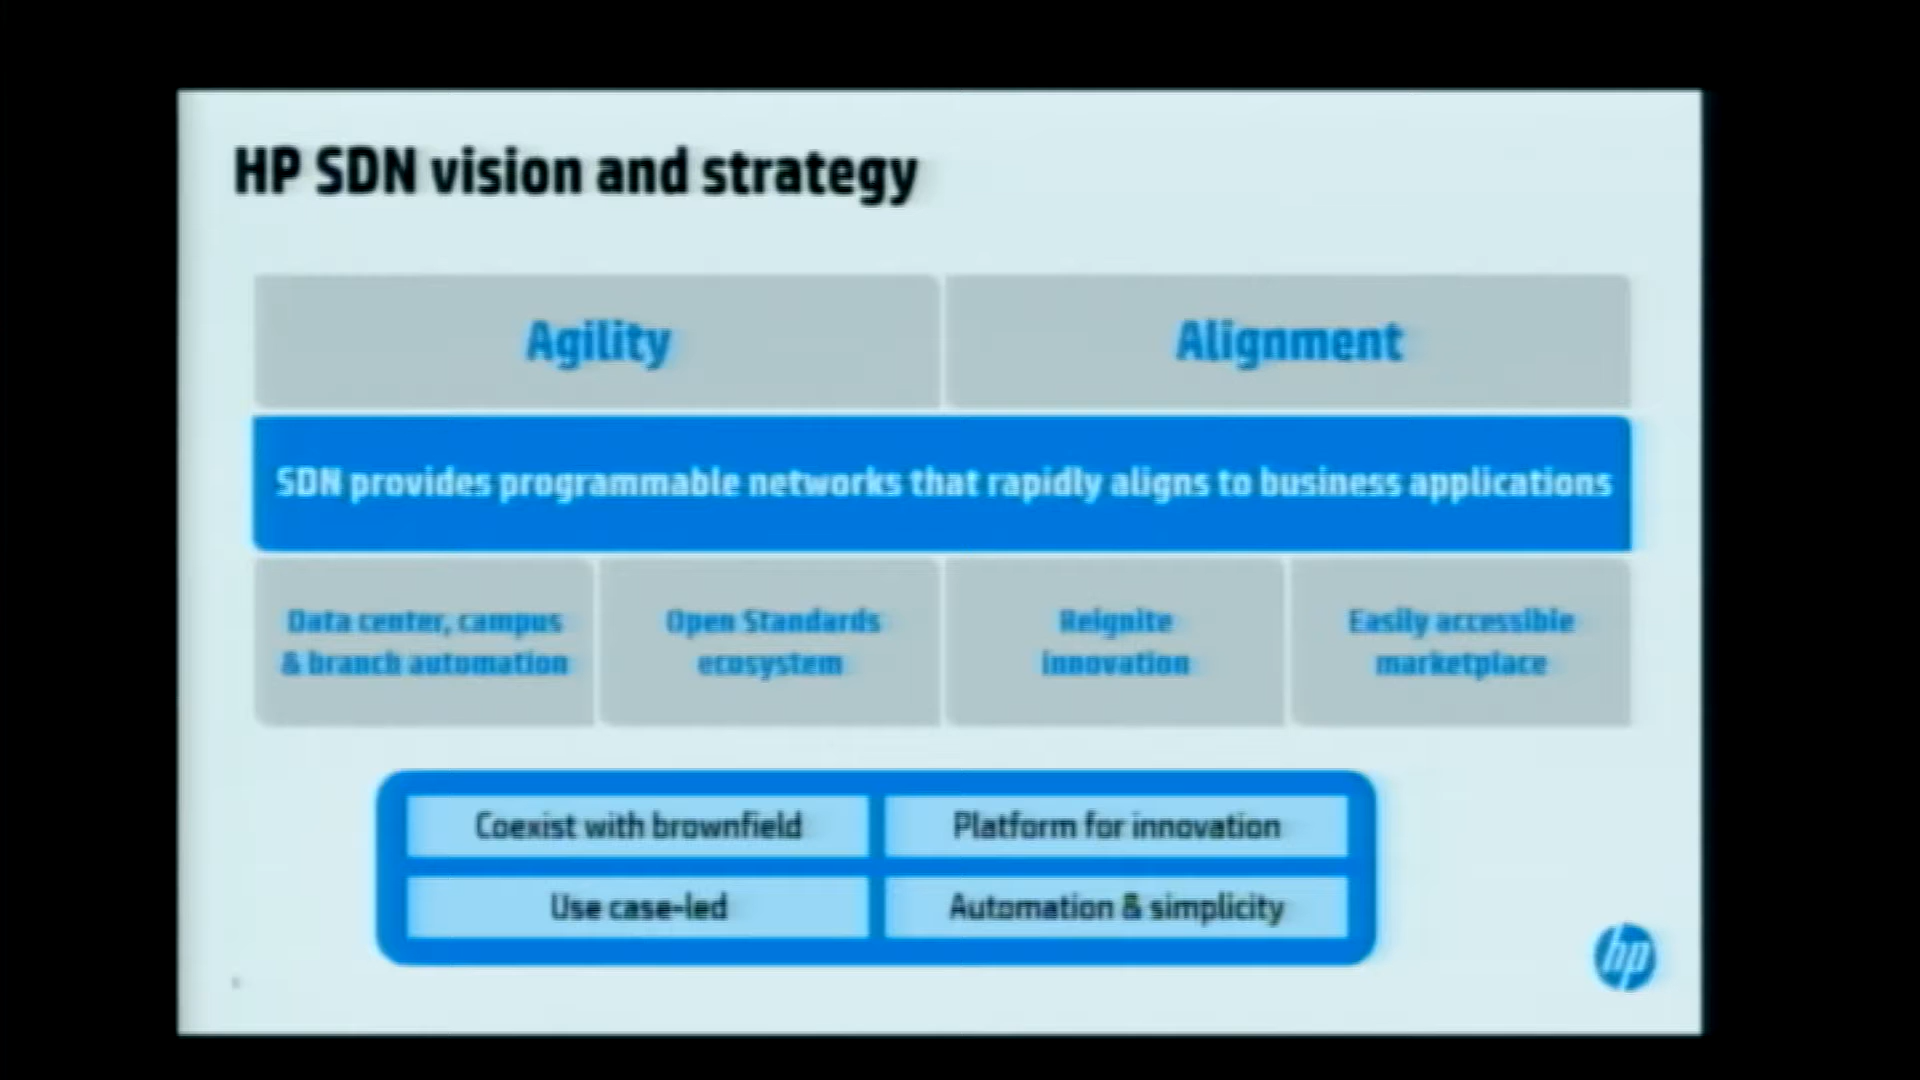 HP SDN vision and strategy
Agility
Alignment
SDN provides programmable networks that rapidly aligns to business applications
Data center, campus
& branch automation
Open Standards
ecosystem
Reignite
innovation
Easily accessible
marketplace
Coexist with brownfield
Platform for innovation
Use case-led
Automation & simplicity
hp